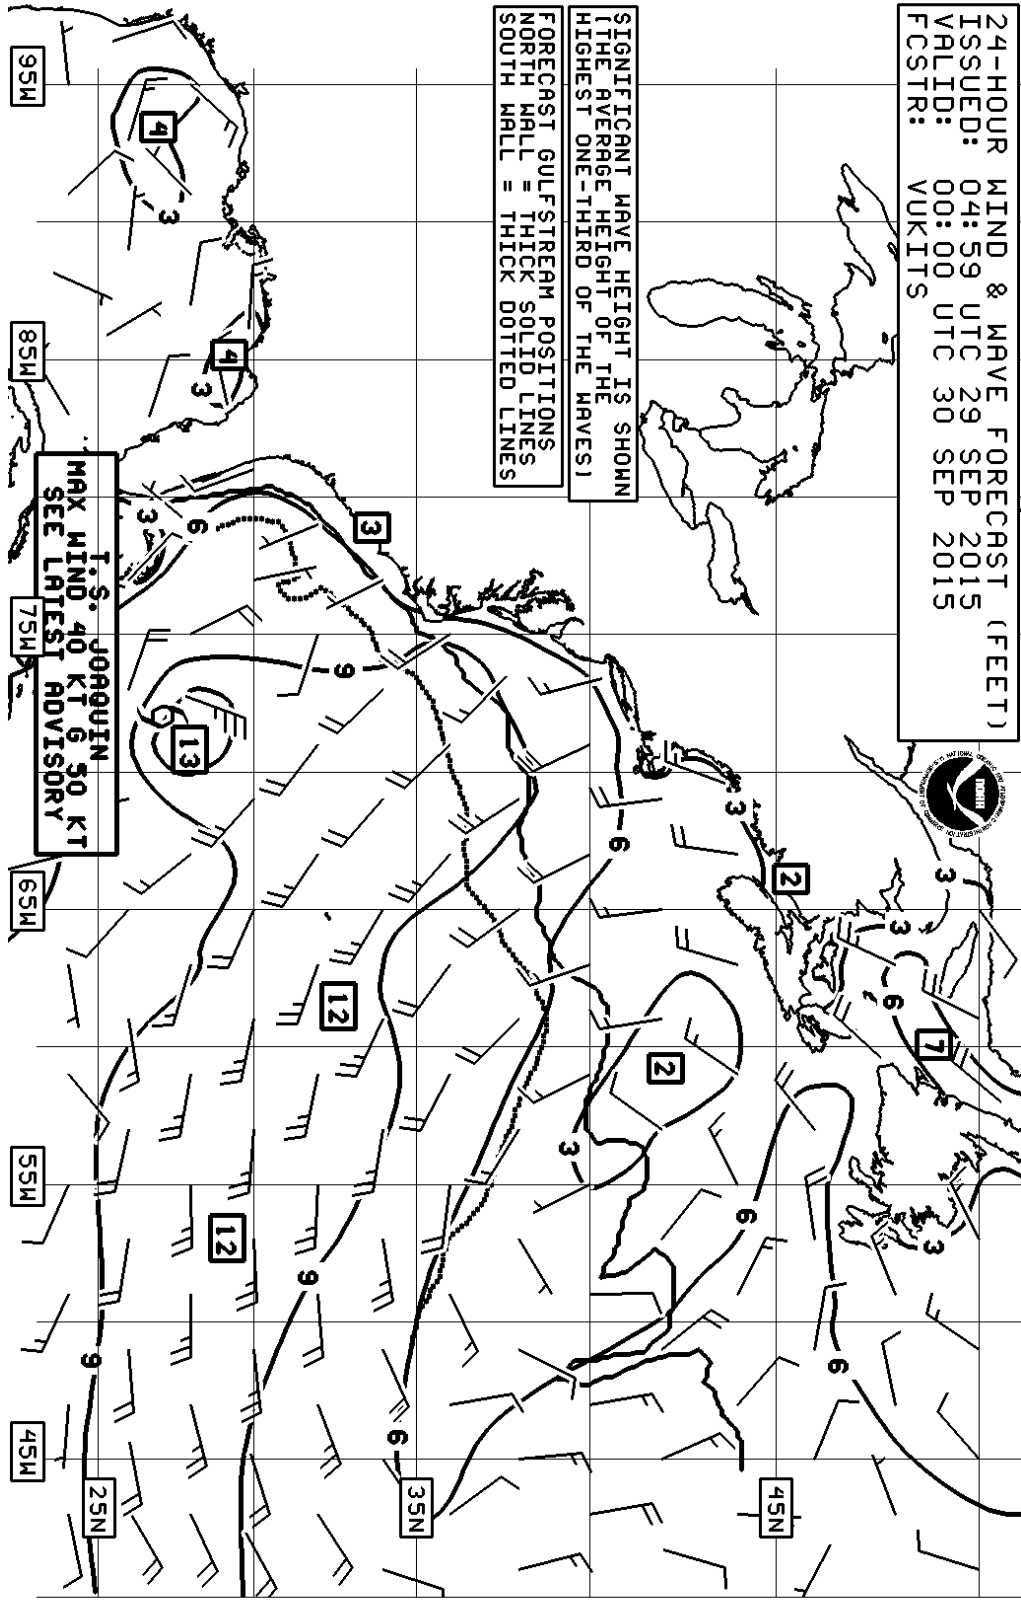 24-HOUR WIND & WAVE FORECAST (FEET)
ISSUED: 04:59 UTC 29 SEP 2015
VALID: 00:00 UTC 30 SEP 2015
FCSTR: VUKITS
SIGNIFICANT WAVE HEIGHT IS SHOWN
(THE AVERAGE HEIGHT OF THE
HIGHEST ONE-THIRD OF THE WAVES)
FORECAST GULFSTREAM POSITIONS
NORTH WALL = THICK SOLID LINES
SOUTH WALL = THICK DOTTED LINES
NOAA
T.S. JOAQUIN
MAX WIND 40 KT G 50 KT
SEE LATEST ADVISORY
95W
85W
75W
65W
55W
45W
25N
35N
45N
4
3
4
3
3
6
3
9
13
6
3
2
3
3
6
7
12
2
3
6
3
12
9
6
9
6